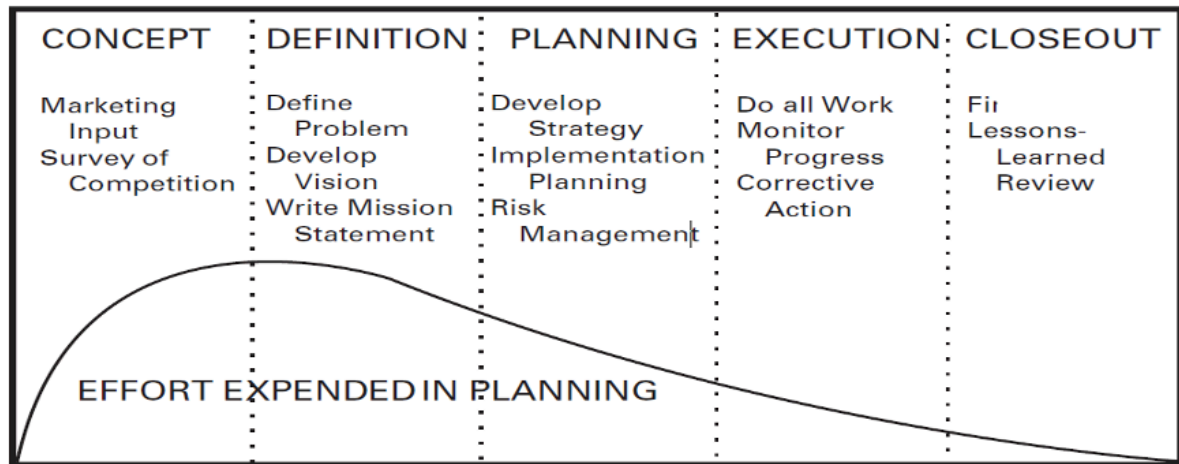 CONCEPT
Marketing
Input
Survey of
Competition
DEFINITION
Define
Problem
Develop
Vision
Write Mission
Statement
PLANNING
Develop
Strategy
Implementation
Planning
Risk
Management
EXECUTION
Do all Work
Monitor
Progress
Corrective
Action
CLOSEOUT
Lessons-
Learned
Review
EFFORT EXPENDED IN PLANNING